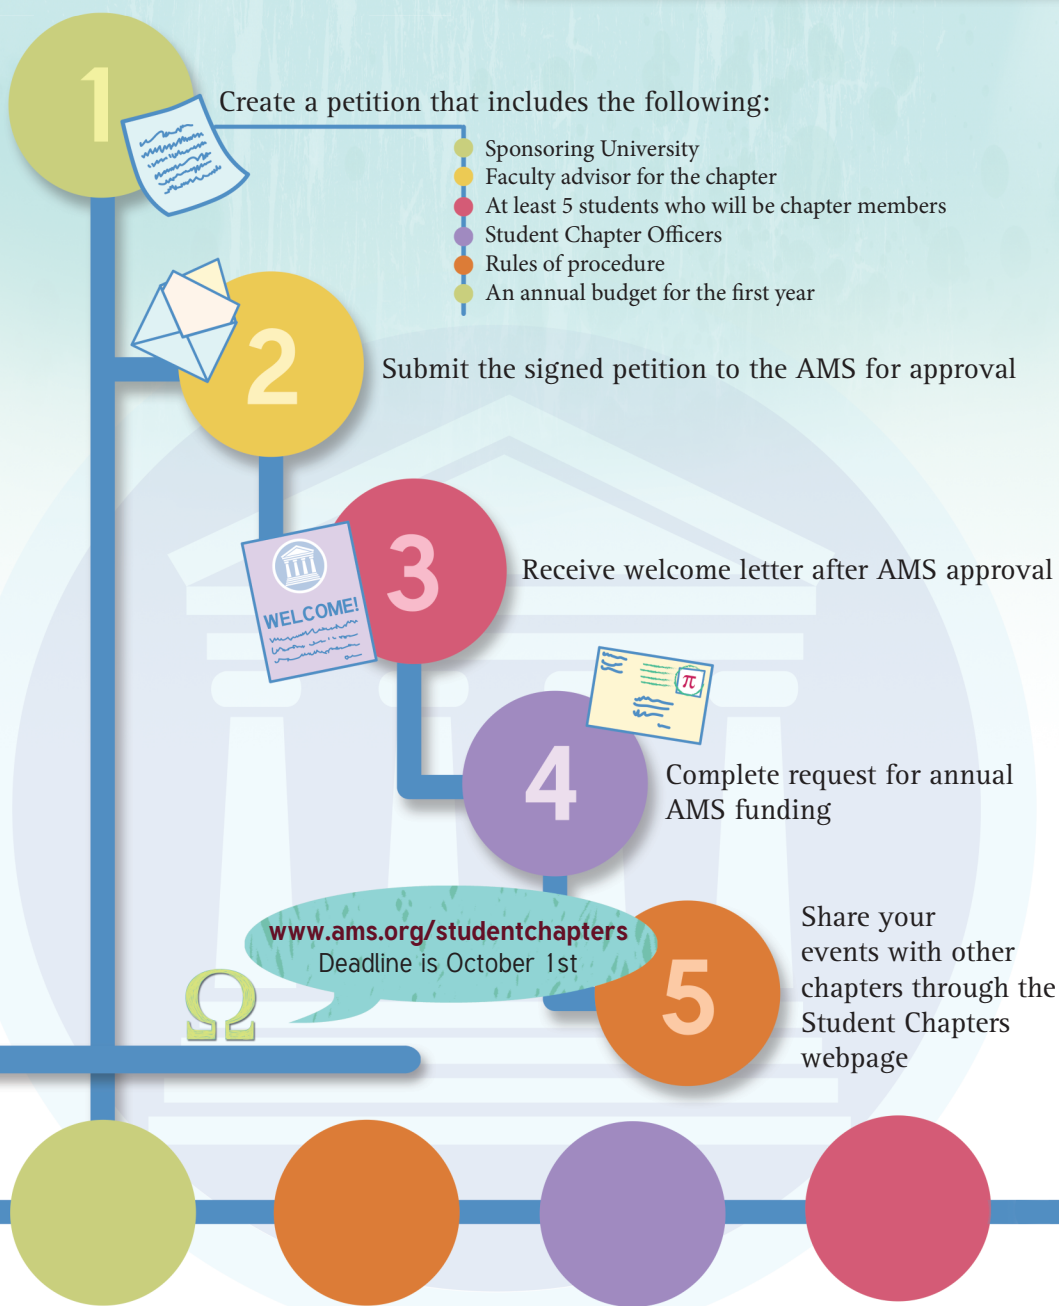 1
Create a petition that includes the following:
Sponsoring University
Faculty advisor for the chapter
At least 5 students who will be chapter members
Student Chapter Officers
Rules of procedure
An annual budget for the first year
2
Submit the signed petition to the AMS for approval
3
WELCOME!
Receive welcome letter after AMS approval
π
4
Complete request for annual
AMS funding
www.ams.org/studentchapters
Deadline is October 1st
Ω
5
Share your
events with other
chapters through the
Student Chapters
webpage